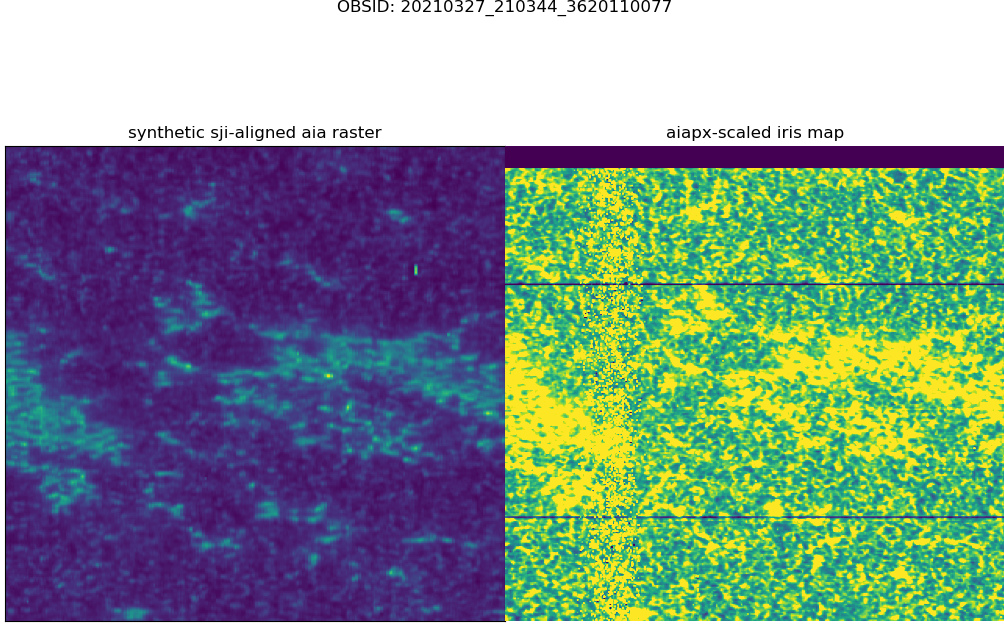 OBSID: 20210327_210344_3620110077
synthetic sji-aligned aia raster
aiapx-scaled iris map